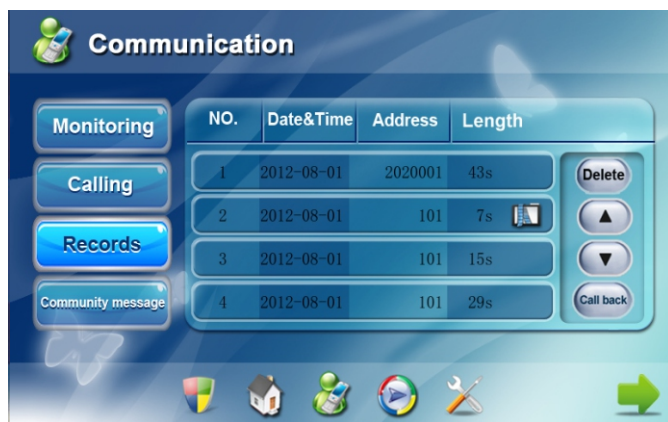 Communication
Monitoring
Calling
Records
Community message
NO. Date&Time Address Length
1 2012-08-01 2020001 43s
2 2012-08-01 101 7s
3 2012-08-01 101 15s
4 2012-08-01 101 29s
Delete
Call back